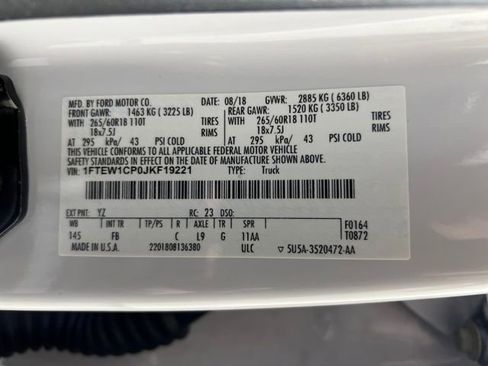 MFD. BY FORD MOTOR CO. DATE: 08/18 GVWR: 2885 KG (6360 LB)
FRONT GAWR: 1463 KG (3225 LB) REAR GAWR: 1520 KG (3350 LB)
WITH 265/60R18 110T TIRES WITH 265/60R18 110T TIRES
18x7.5J RIMS 18x7.5J RIMS
AT 295 kPa/ 43 PSI COLD AT 295 kPa/ 43 PSI COLD
THIS VEHICLE CONFORMS TO ALL APPLICABLE FEDERAL MOTOR VEHICLE
SAFETY STANDARDS IN EFFECT ON THE DATE OF MANUFACTURE SHOWN ABOVE.
VIN: 1FTEW1CP0JKF19221 TYPE: Truck
EXT PNT: YZ RC: 23 DSO: F0164
WB INT TR TP/PS R AXLE TR SPR T0872
145 FB C L9 G 11AA
MADE IN U.S.A. 2201808136380 ULC 5U5A-3520472-AA